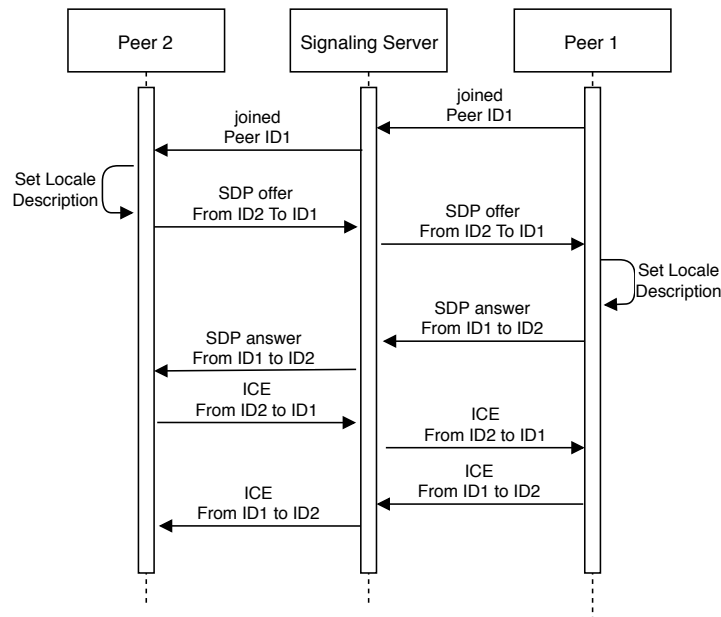 Peer 2
Signaling Server
Peer 1
joined
Peer ID1
joined
Peer ID1
Set Locale
Description
SDP offer
From ID2 To ID1
SDP offer
From ID2 To ID1
Set Locale
Description
SDP answer
From ID1 to ID2
SDP answer
From ID1 to ID2
ICE
From ID2 to ID1
ICE
From ID2 to ID1
ICE
From ID1 to ID2
ICE
From ID1 to ID2